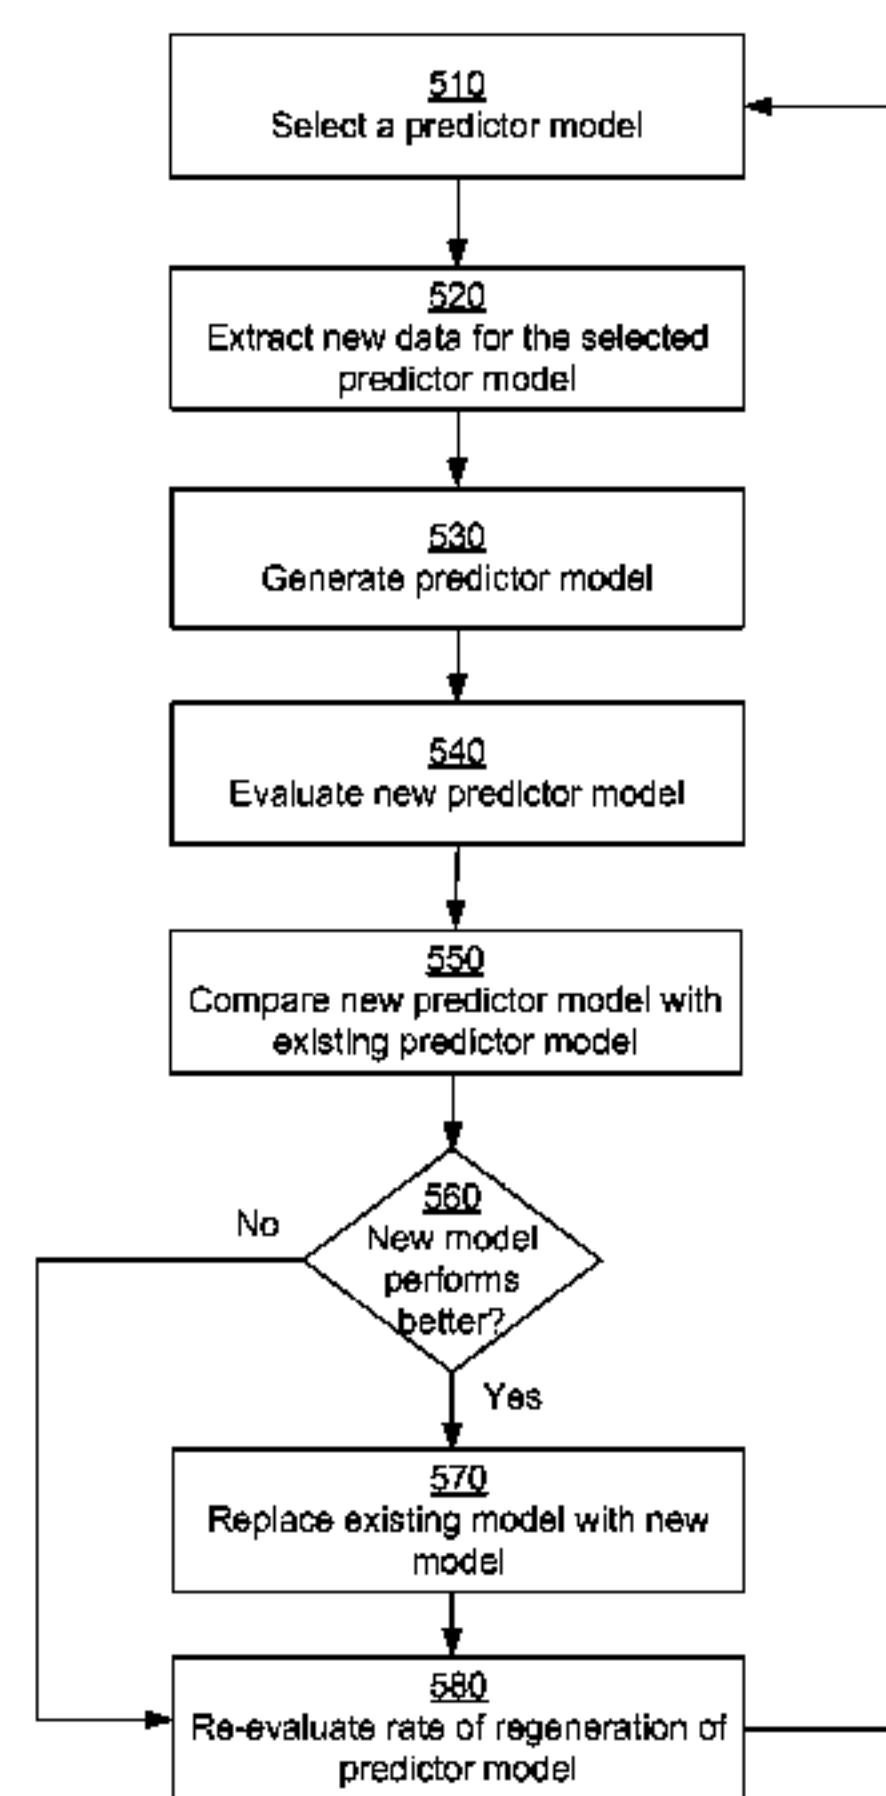 510
Select a predictor model
520
Extract new data for the selected
predictor model
530
Generate predictor model
540
Evaluate new predictor model
550
Compare new predictor model with
existing predictor model
560
New model
performs
better?
No
Yes
570
Replace existing model with new
model
580
Re-evaluate rate of regeneration of
predictor model